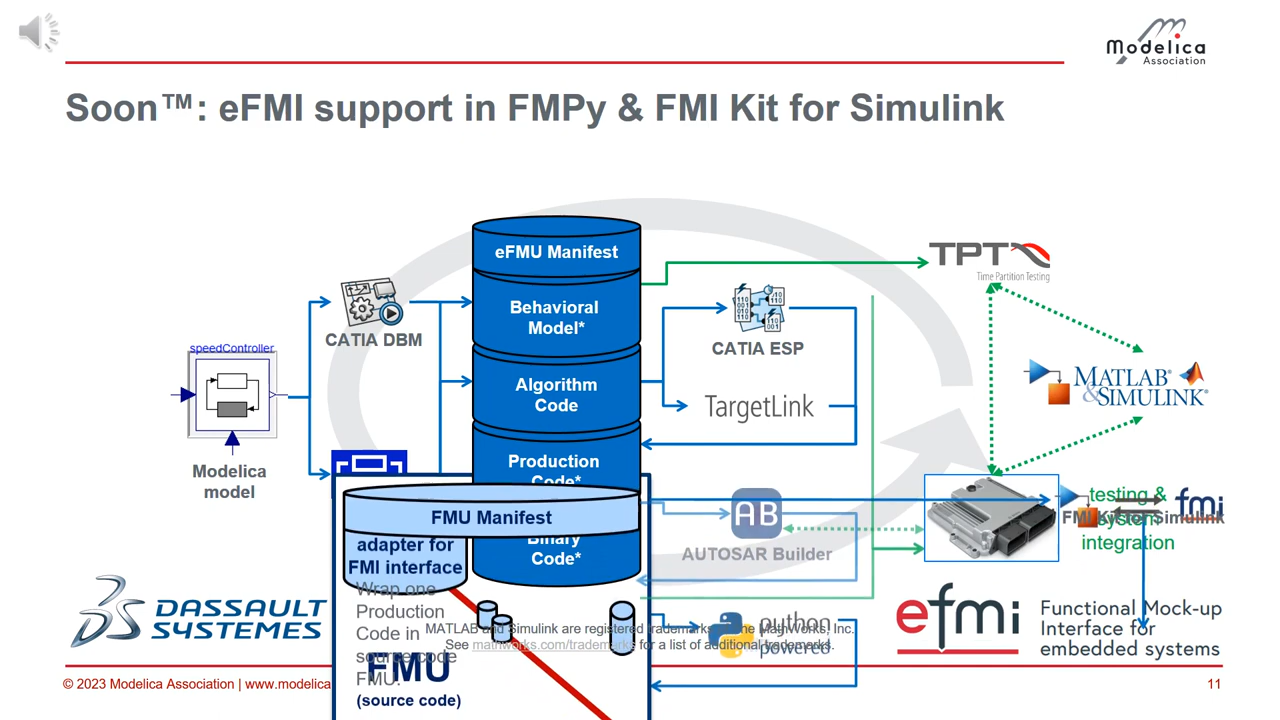 Modelica
Association
Soon™: eFMI support in FMPy & FMI Kit for Simulink
eFMU Manifest
Behavioral
Model*
Algorithm
Code
Production
Code*
Binary
Code*
CATIA DBM
speedController
Modelica
model
CATIA ESP
TargetLink
TPT
Time Partition Testing
MATLAB®
&SIMULINK®
FMU Manifest
adapter for
FMI interface
Wrap one
Production
Code in
source code
FMU.
FMU
(source code)
AB
AUTOSAR Builder
python
powered
testing &
system
integration
fmi
FMI Kit for Simulink
MATLAB and Simulink are registered trademarks of The MathWorks, Inc.
See mathworks.com/trademarks for a list of additional trademarks.
DASSAULT
SYSTEMES
efmi
Functional Mock-up
Interface for
embedded systems
© 2023 Modelica Association | www.modelica
11